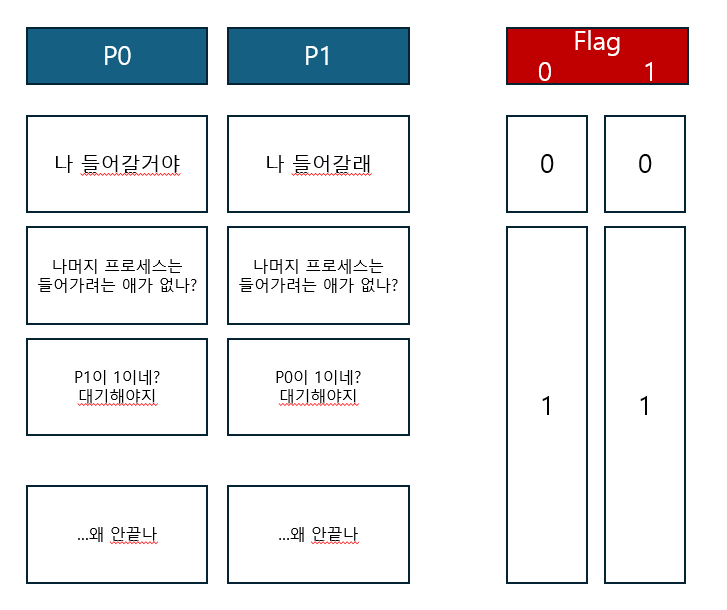 P0
P1
Flag
0 1
나 들어갈거야
나 들어갈래
0
0
나머지 프로세스는
들어가려는 애가 없나?
나머지 프로세스는
들어가려는 애가 없나?
P1이 1이네?
대기해야지
P0이 1이네?
대기해야지
1
1
...왜 안끝나
...왜 안끝나